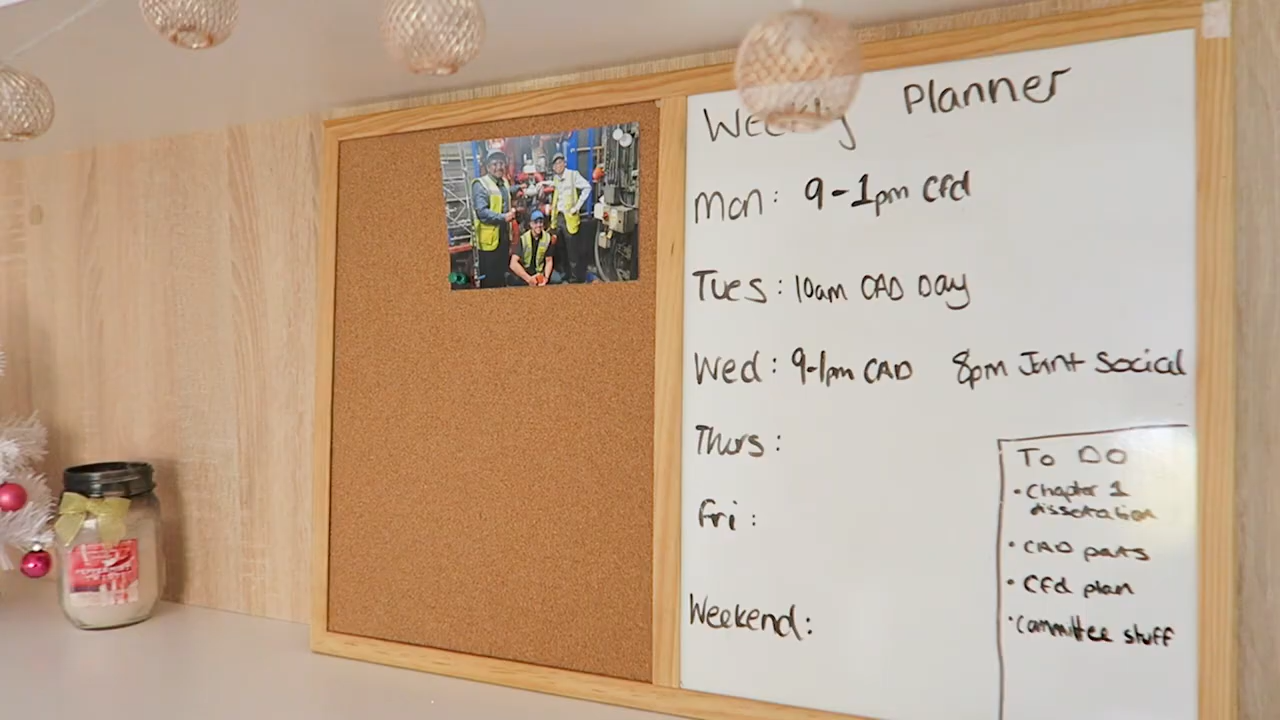 Weekly Planner
Mon: 9-1pm Cfd
Tues: 10am CAD Day
Wed: 9-1pm CAD 8pm Joint Social
Thurs:
Fri:
Weekend:
TO DO
• Chapter 1
dissertation
• CAD parts
• Cfd plan
• Committee stuff